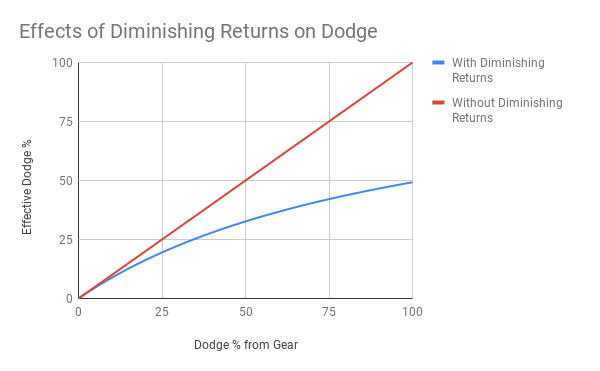 Effects of Diminishing Returns on Dodge
With Diminishing
Returns
Without Diminishing
Returns
Effective Dodge %
100
75
50
25
0
0 25 50 75 100
Dodge % from Gear